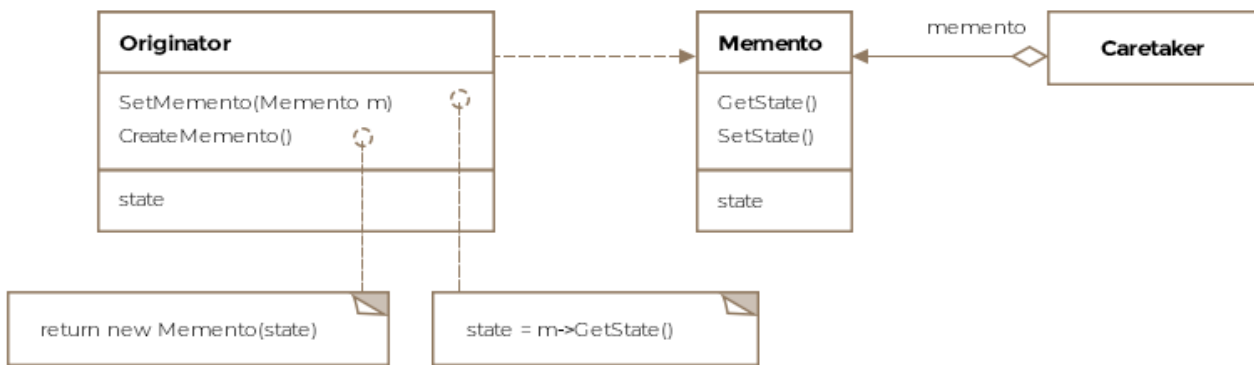 Originator
SetMemento(Memento m)
CreateMemento()
state
Memento
GetState()
SetState()
state
memento
Caretaker
return new Memento(state)
state = m->GetState()